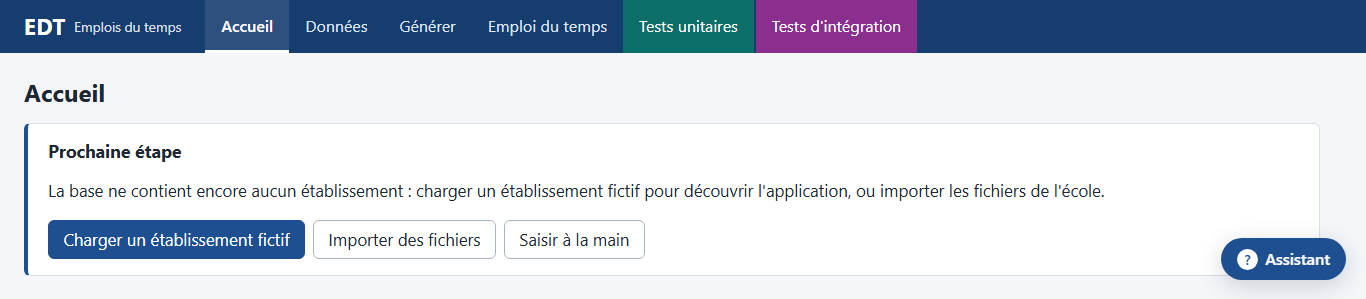 EDT Emplois du temps Accueil Données Générer Emploi du temps Tests unitaires Tests d'intégration
Accueil
Prochaine étape
La base ne contient encore aucun établissement : charger un établissement fictif pour découvrir l'application, ou importer les fichiers de l'école.
Charger un établissement fictif Importer des fichiers Saisir à la main
? Assistant